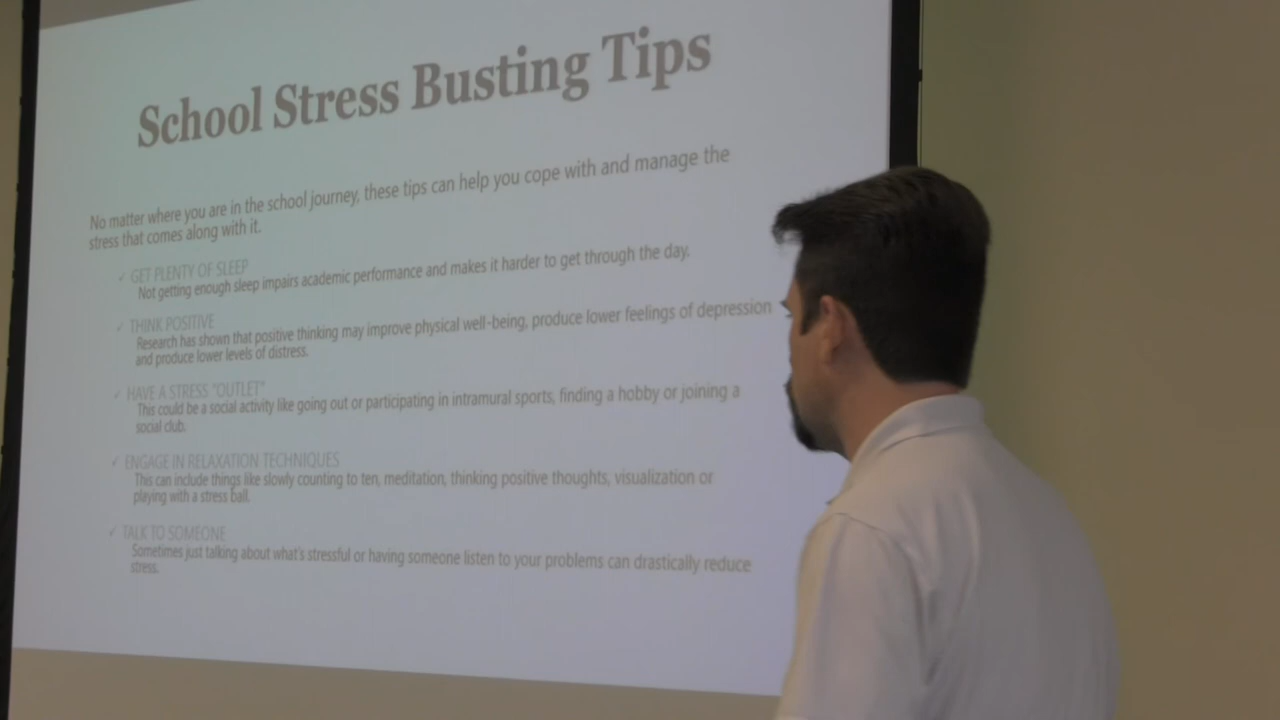 School Stress Busting Tips
No matter where you are in the school journey, these tips can help you cope with and manage the
stress that comes along with it.
✓ GET PLENTY OF SLEEP
Not getting enough sleep impairs academic performance and makes it harder to get through the day.
✓ THINK POSITIVE
Research has shown that positive thinking may improve physical well-being, produce lower feelings of depression
and produce lower levels of distress.
✓ HAVE A STRESS "OUTLET"
This could be a social activity like going out or participating in intramural sports, finding a hobby or joining a
social club.
✓ ENGAGE IN RELAXATION TECHNIQUES
This can include things like slowly counting to ten, meditation, thinking positive thoughts, visualization or
playing with a stress ball.
✓ TALK TO SOMEONE
Sometimes just talking about what's stressful or having someone listen to your problems can drastically reduce
stress.